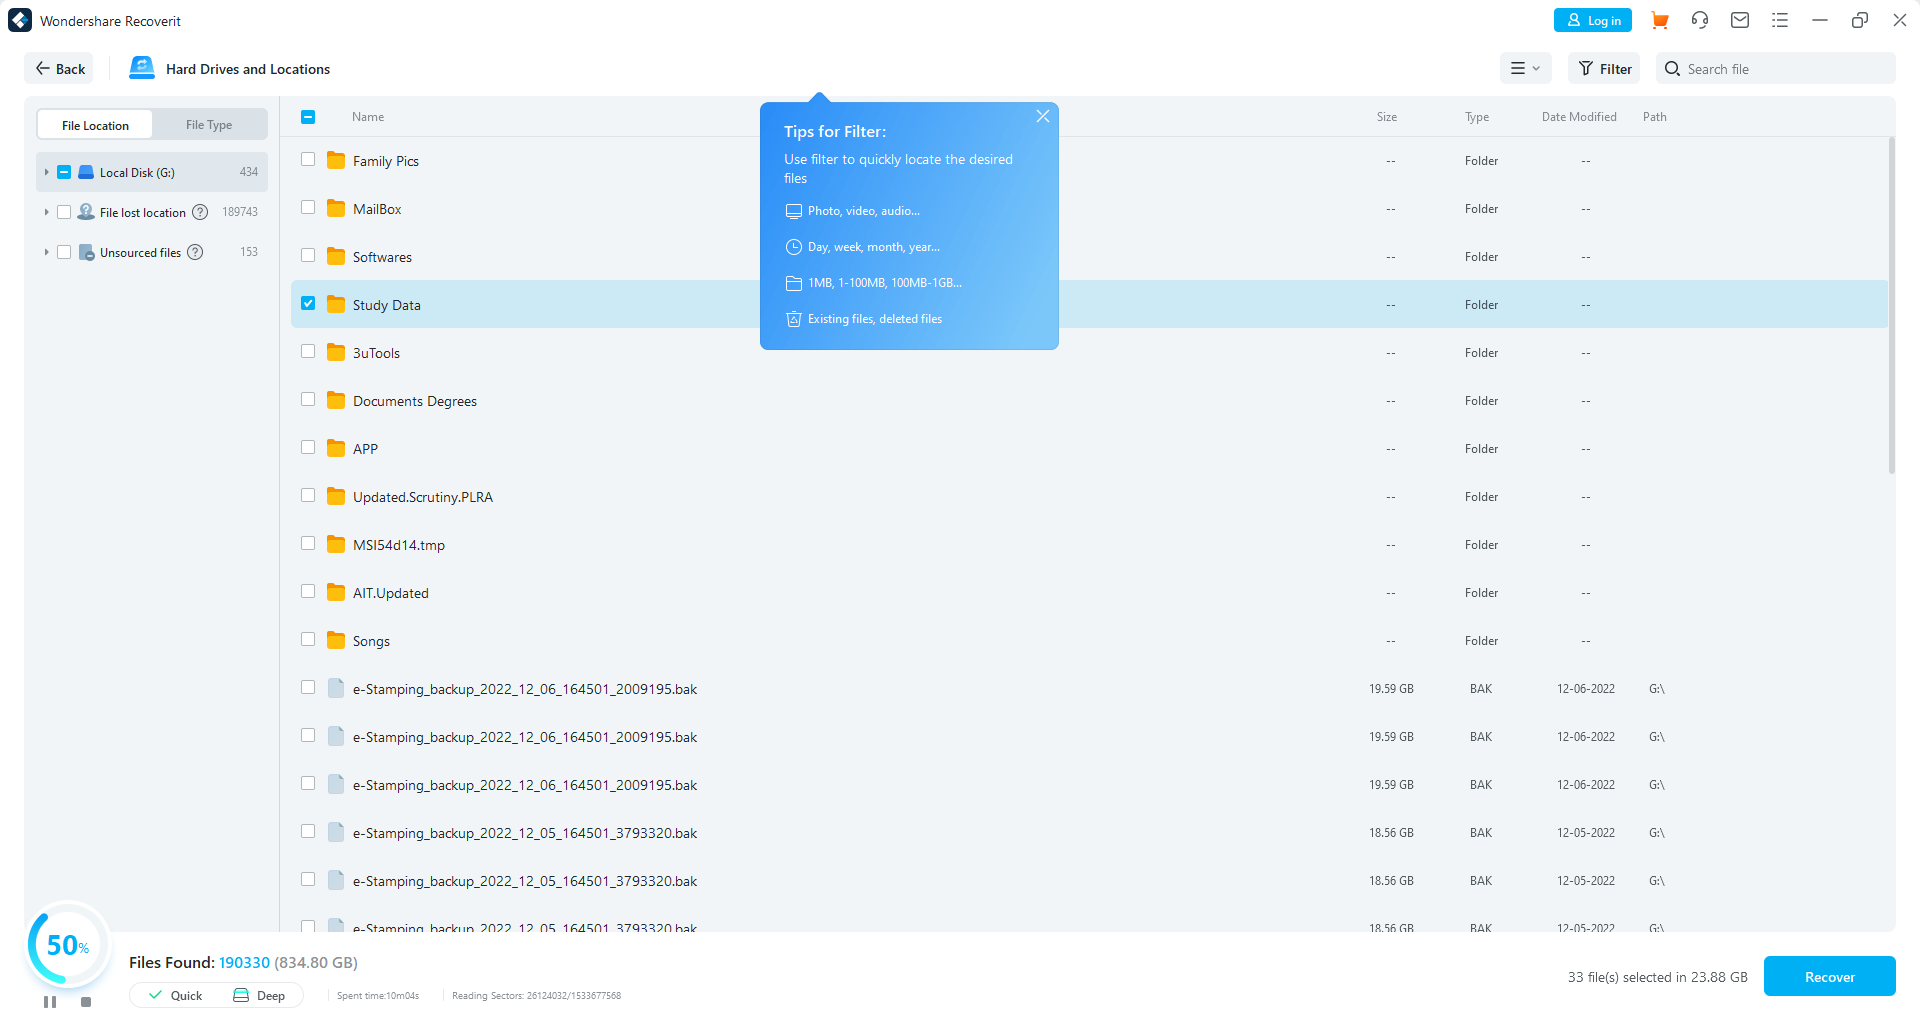 Wondershare Recoverit
Log in
Back
Hard Drives and Locations
Filter
Search file
File Location
File Type
Local Disk (G:) 434
File lost location ? 189743
Unsourced files ? 153
Name Size Type Date Modified Path
Family Pics -- Folder --
MailBox -- Folder --
Softwares -- Folder --
Study Data -- Folder --
3uTools -- Folder --
Documents Degrees -- Folder --
APP -- Folder --
Updated.Scrutiny.PLRA -- Folder --
MSI54d14.tmp -- Folder --
AIT.Updated -- Folder --
Songs -- Folder --
e-Stamping_backup_2022_12_06_164501_2009195.bak 19.59 GB BAK 12-06-2022 G:\
e-Stamping_backup_2022_12_06_164501_2009195.bak 19.59 GB BAK 12-06-2022 G:\
e-Stamping_backup_2022_12_06_164501_2009195.bak 19.59 GB BAK 12-06-2022 G:\
e-Stamping_backup_2022_12_05_164501_3793320.bak 18.56 GB BAK 12-05-2022 G:\
e-Stamping_backup_2022_12_05_164501_3793320.bak 18.56 GB BAK 12-05-2022 G:\
e-Stamping_backup_2022_12_05_164501_3793320.bak 18.56 GB BAK 12-05-2022 G:\
Tips for Filter:
Use filter to quickly locate the desired
files
Photo, video, audio...
Day, week, month, year...
1MB, 1-100MB, 100MB-1GB...
Existing files, deleted files
50%
Files Found: 190330 (834.80 GB)
Quick
Deep
Spent time:10m04s
Reading Sectors: 26124032/1533677568
33 file(s) selected in 23.88 GB
Recover